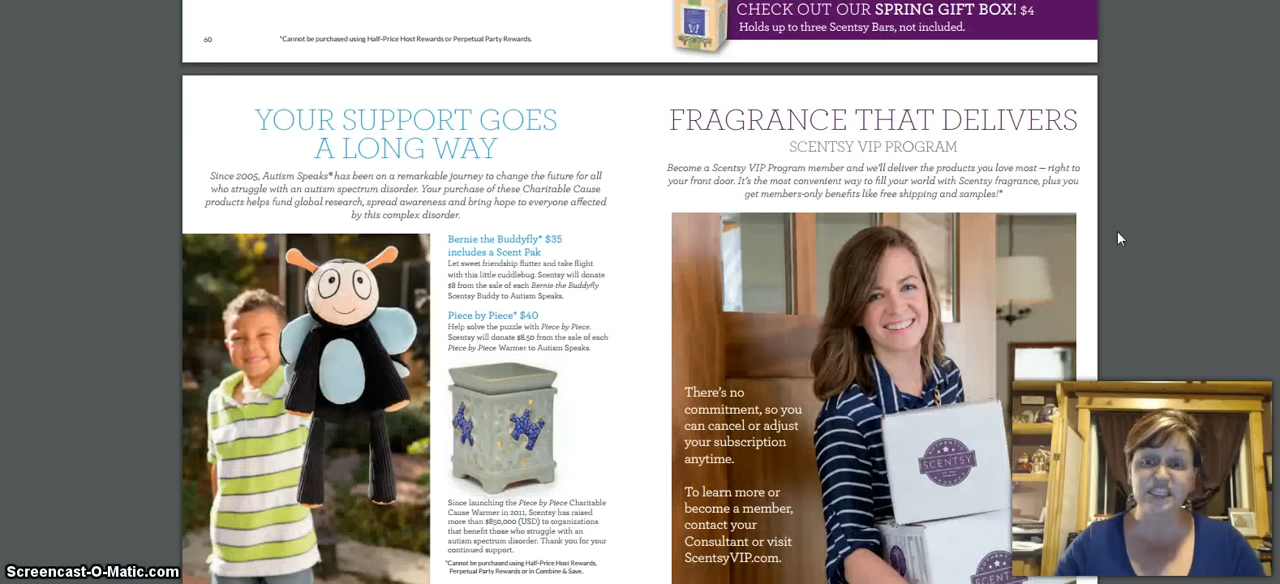 CHECK OUT OUR SPRING GIFT BOX! $4
Holds up to three Scentsy Bars, not included.
60
*Cannot be purchased using Half-Price Host Rewards or Perpetual Party Rewards.
YOUR SUPPORT GOES
A LONG WAY
Since 2005, Autism Speaks® has been on a remarkable journey to change the future for all
who struggle with an autism spectrum disorder. Your purchase of these Charitable Cause
products helps fund global research, spread awareness and bring hope to everyone affected
by this complex disorder.
Bernie the Buddyfly* $35
includes a Scent Pak
Let sweet friendship flutter and take flight
with this little cuddlebug. Scentsy will donate
$8 from the sale of each Bernie the Buddyfly
Scentsy Buddy to Autism Speaks.
Piece by Piece* $40
Help solve the puzzle with Piece by Piece.
Scentsy will donate $8.50 from the sale of each
Piece by Piece Warmer to Autism Speaks.
Since launching the Piece by Piece Charitable
Cause Warmer in 2011, Scentsy has raised
more than $850,000 (USD) to organizations
that benefit those who struggle with an
autism spectrum disorder. Thank you for your
continued support.
*Cannot be purchased using Half-Price Host Rewards,
Perpetual Party Rewards or in Combine & Save.
FRAGRANCE THAT DELIVERS
SCENTSY VIP PROGRAM
Become a Scentsy VIP Program member and we'll deliver the products you love most — right to
your front door. It's the most convenient way to fill your world with Scentsy fragrance, plus you
get members-only benefits like free shipping and samples!*
There's no
commitment, so you
can cancel or adjust
your subscription
anytime.
To learn more or
become a member,
contact your
Consultant or visit
ScentsyVIP.com.
SCENTSY
SCENTSY
Screencast-O-Matic.com